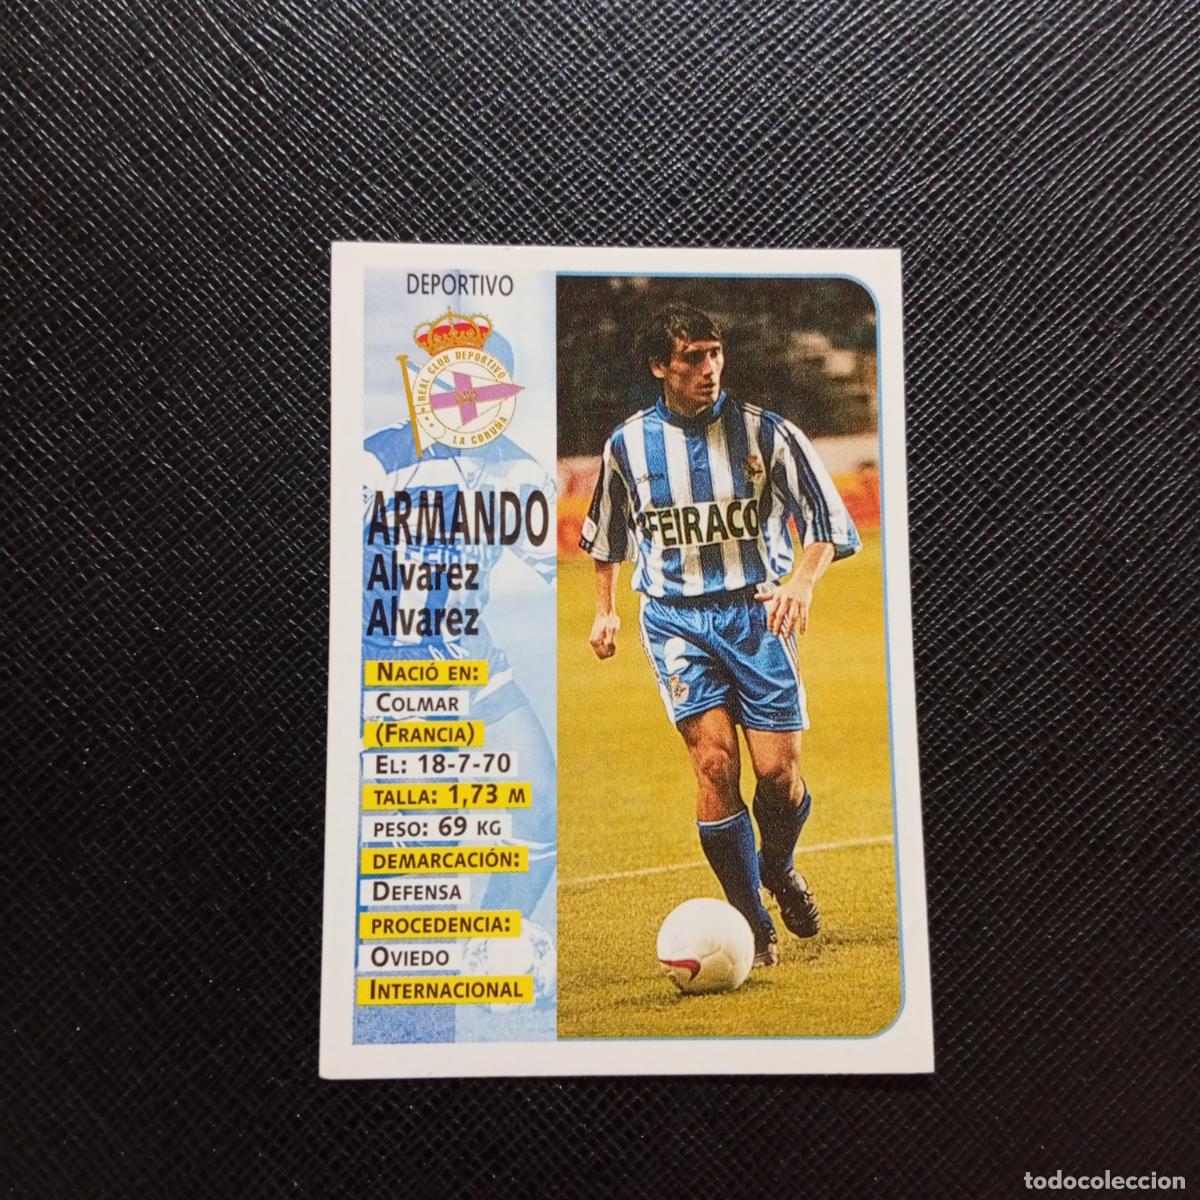 DEPORTIVO
REAL CLUB DEPORTIVO
LA CORUÑA
ARMANDO
Alvarez
Alvarez
NACIÓ EN:
COLMAR
(FRANCIA)
EL: 18-7-70
TALLA: 1,73 M
PESO: 69 KG
DEMARCACIÓN:
DEFENSA
PROCEDENCIA:
OVIEDO
INTERNACIONAL
adidas
FEIRACO
todocoleccion